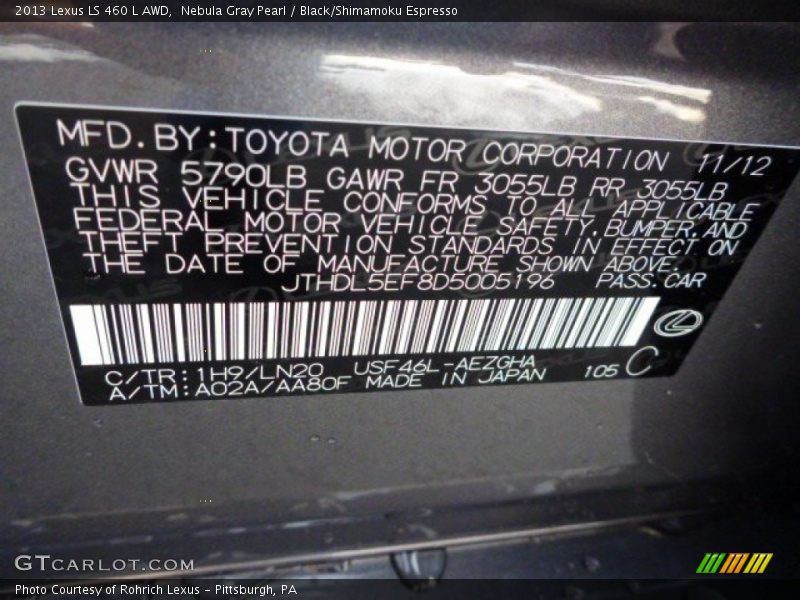 2013 Lexus LS 460 L AWD,  Nebula Gray Pearl / Black/Shimamoku Espresso
MFD. BY: TOYOTA MOTOR CORPORATION 11/12
GVWR 5790LB GAWR FR 3055LB RR 3055LB
THIS VEHICLE CONFORMS TO ALL APPLICABLE
FEDERAL MOTOR VEHICLE SAFETY, BUMPER, AND
THEFT PREVENTION STANDARDS IN EFFECT ON
THE DATE OF MANUFACTURE SHOWN ABOVE.
JTHDL5EF8D5005196 PASS. CAR
C/TR: 1H9/LN20 USF46L-AEZGHA
A/TM: A02A/AA80F MADE IN JAPAN 105 C
GTCARLOT.COM
Photo Courtesy of Rohrich Lexus - Pittsburgh, PA